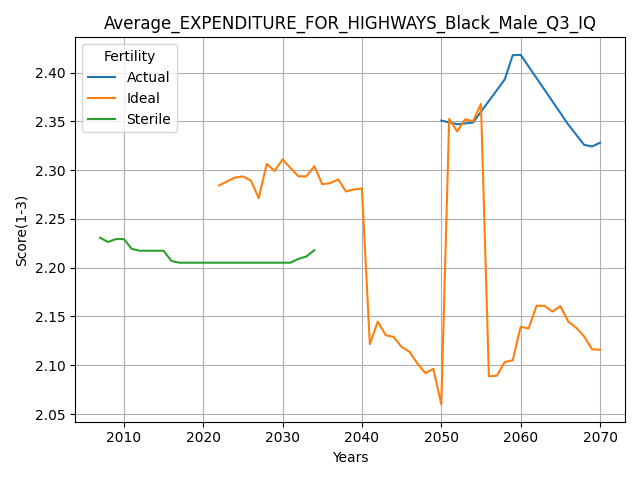 Average_EXPENDITURE_FOR_HIGHWAYS_Black_Male_Q3_IQ
Fertility
Actual
Ideal
Sterile
Score(1-3)
2.40
2.35
2.30
2.25
2.20
2.15
2.10
2.05
2010 2020 2030 2040 2050 2060 2070
Years